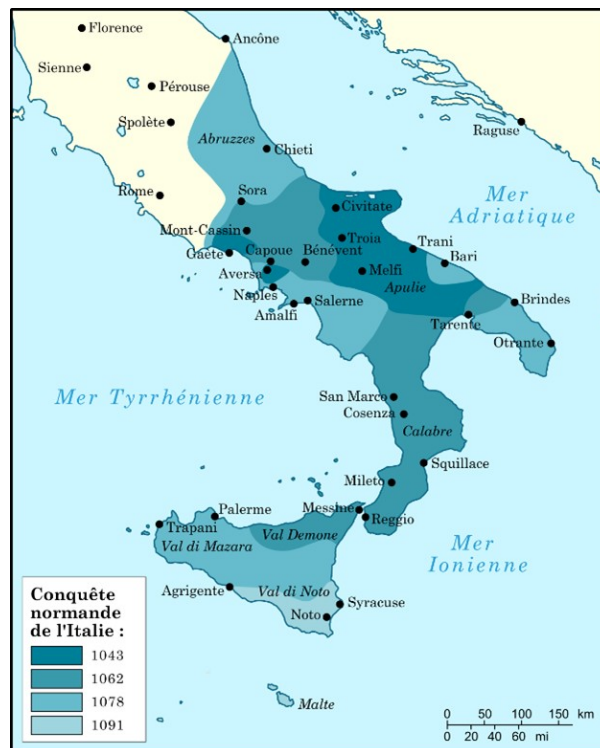 Florence
Ancône
Sienne
Pérouse
Spolète
Raguse
Abruzzes
Chieti
Rome
Sora
Civitate
Mer
Adriatique
Mont-Cassin
Troia
Trani
Gaète
Capoue
Bénévent
Bari
Aversa
Melfi
Apulie
Naples
Salerne
Brindes
Amalfi
Tarente
Otrante
Mer Tyrrhénienne
San Marco
Cosenza
Calabre
Squillace
Mileto
Messine
Reggio
Palerme
Trapani
Val Demone
Val di Mazara
Mer
Ionienne
Agrigente
Val di Noto
Syracuse
Noto
Malte
Conquête
normande
de l'Italie :
1043
1062
1078
1091
0 50 100 150 km
0 20 40 60 mi